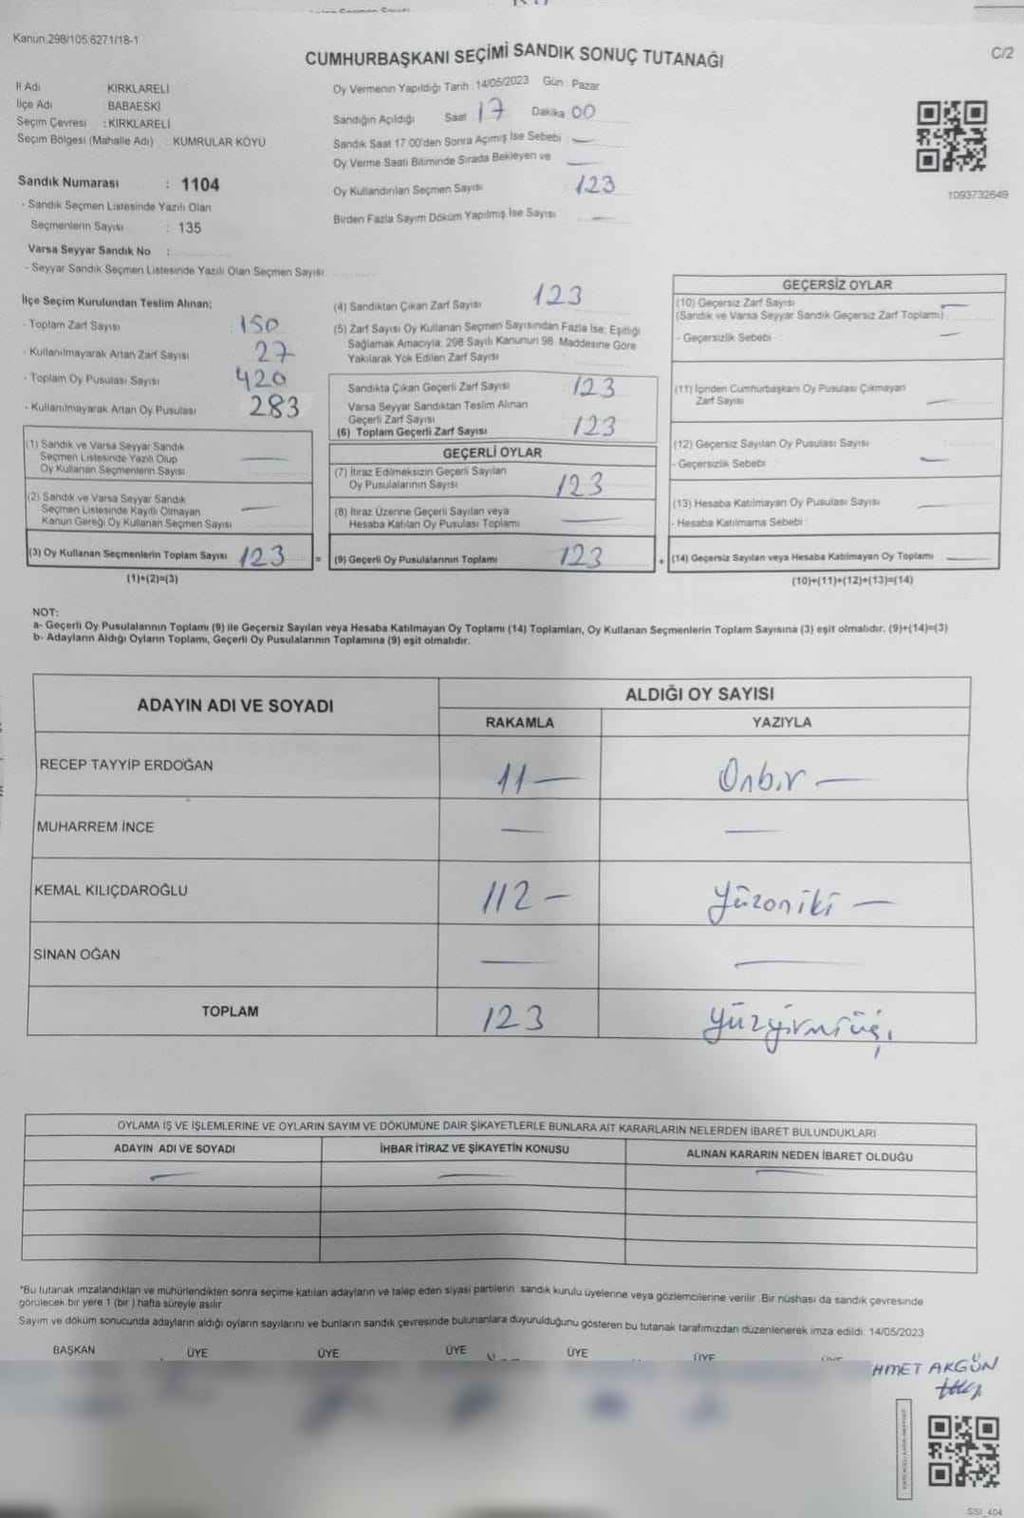 Kanun:298/105;6271/18-1
CUMHURBAŞKANI SEÇİMİ SANDIK SONUÇ TUTANAĞI
C/2
İl Adı KIRKLARELİ
İlçe Adı BABAESKİ
Seçim Çevresi : KIRKLARELİ
Seçim Bölgesi (Mahalle Adı) : KUMRULAR KÖYÜ
Sandık Numarası : 1104
- Sandık Seçmen Listesinde Yazılı Olan
Seçmenlerin Sayısı : 135
Varsa Seyyar Sandık No :
- Seyyar Sandık Seçmen Listesinde Yazılı Olan Seçmen Sayısı
Oy Vermenin Yapıldığı Tarih : 14/05/2023 Gün : Pazar
Sandığın Açıldığı Saat 17 Dakika 00
Sandık Saat 17:00'den Sonra Açımış İse Sebebi —
Oy Verme Saati Bitiminde Sırada Bekleyen ve —
Oy Kullandırılan Seçmen Sayısı 123
Birden Fazla Sayım Döküm Yapılmış İse Sayısı —
1093732649
İlçe Seçim Kurulundan Teslim Alınan;
- Toplam Zarf Sayısı 150
- Kullanılmayarak Artan Zarf Sayısı 27
- Toplam Oy Pusulası Sayısı 420
- Kullanılmayarak Artan Oy Pusulası 283
(1) Sandık ve Varsa Seyyar Sandık
Seçmen Listesinde Yazılı Olup
Oy Kullanan Seçmenlerin Sayısı —
(2) Sandık ve Varsa Seyyar Sandık
Seçmen Listesinde Kayıtlı Olmayan
Kanun Gereği Oy Kullanan Seçmen Sayısı —
(3) Oy Kullanan Seçmenlerin Toplam Sayısı 123 =
(1)+(2)=(3)
(4) Sandıktan Çıkan Zarf Sayısı 123
(5) Zarf Sayısı Oy Kullanan Seçmen Sayısından Fazla İse; Eşitliği
Sağlamak Amacıyla; 298 Sayılı Kanunun 98. Maddesine Göre
Yakılarak Yok Edilen Zarf Sayısı
Sandıkta Çıkan Geçerli Zarf Sayısı 123
Varsa Seyyar Sandıktan Teslim Alınan
Geçerli Zarf Sayısı
(6) Toplam Geçerli Zarf Sayısı 123
GEÇERLİ OYLAR
(7) İtiraz Edilmeksizin Geçerli Sayılan
Oy Pusulalarının Sayısı 123
(8) İtiraz Üzerine Geçerli Sayılan veya
Hesaba Katılan Oy Pusulası Toplamı —
(9) Geçerli Oy Pusulalarının Toplamı 123 +
GEÇERSİZ OYLAR
(10) Geçersiz Zarf Sayısı —
(Sandık ve Varsa Seyyar Sandık Geçersiz Zarf Toplamı)
- Geçersizlik Sebebi : —
(11) İçinden Cumhurbaşkanı Oy Pusulası Çıkmayan
Zarf Sayısı —
(12) Geçersiz Sayılan Oy Pusulası Sayısı
- Geçersizlik Sebebi —
(13) Hesaba Katılmayan Oy Pusulası Sayısı —
- Hesaba Katılmama Sebebi
(14) Geçersiz Sayılan veya Hesaba Katılmayan Oy Toplamı —
(10)+(11)+(12)+(13)=(14)
NOT:
a- Geçerli Oy Pusulalarının Toplamı (9) ile Geçersiz Sayılan veya Hesaba Katılmayan Oy Toplamı (14) Toplamları, Oy Kullanan Seçmenlerin Toplam Sayısına (3) eşit olmalıdır. (9)+(14)=(3)
b- Adayların Aldığı Oyların Toplamı, Geçerli Oy Pusulalarının Toplamına (9) eşit olmalıdır.
ADAYIN ADI VE SOYADI
ALDIĞI OY SAYISI
RAKAMLA YAZIYLA
RECEP TAYYİP ERDOĞAN 11— Onbir —
MUHARREM İNCE — —
KEMAL KILIÇDAROĞLU 112 — Yüzoniki —
SİNAN OĞAN — —
TOPLAM 123 Yüzyirmiüç
OYLAMA İŞ VE İŞLEMLERİNE VE OYLARIN SAYIM VE DÖKÜMÜNE DAİR ŞİKAYETLERLE BUNLARA AİT KARARLARIN NELERDEN İBARET BULUNDUKLARI
ADAYIN ADI VE SOYADI İHBAR İTİRAZ VE ŞİKAYETİN KONUSU ALINAN KARARIN NEDEN İBARET OLDUĞU
— — —
"Bu tutanak imzalandıktan ve mühürlendikten sonra seçime katılan adayların ve talep eden siyasi partilerin sandık kurulu üyelerine veya gözlemcilerine verilir. Bir nüshası da sandık çevresinde
görülecek bir yere 1 (bir) hafta süreyle asılır.
Sayım ve döküm sonucunda adayların aldığı oyların sayılarını ve bunların sandık çevresinde bulunanlara duyurulduğunu gösteren bu tutanak tarafımızdan düzenlenerek imza edildi. 14/05/2023
BAŞKAN ÜYE ÜYE ÜYE ÜYE ÜYE
HMET AKGÜN
SSI_404